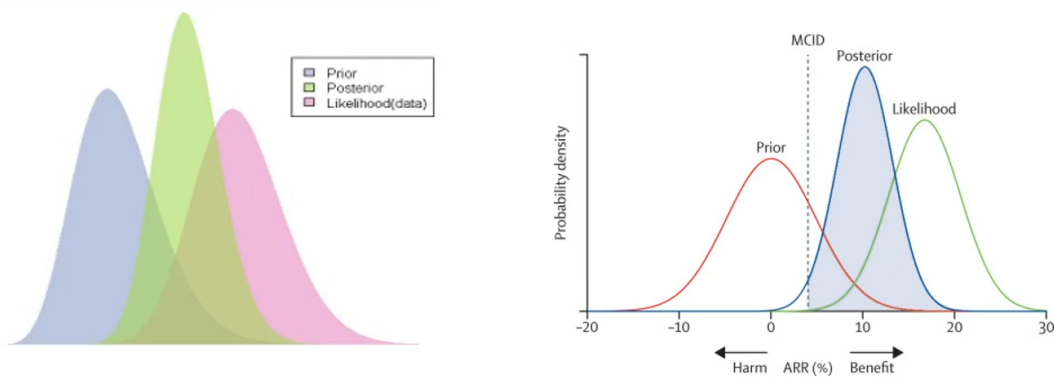 Prior
Posterior
Likelihood(data)
MCID
Posterior
Likelihood
Prior
Probability density
-20 -10 0 10 20 30
Harm ARR (%) Benefit